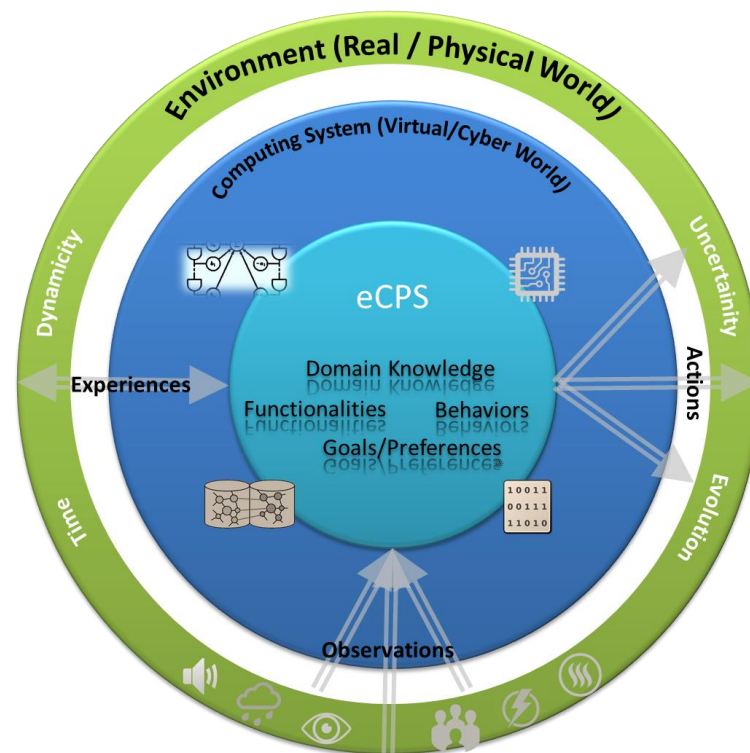 Environment (Real / Physical World)
Computing System (Virtual/Cyber World)
Dynamicity
Uncertainity
eCPS
Domain Knowledge
Experiences
Actions
Functionalities
Behaviors
Goals/Preferences
Time
Evolution
10011
00111
11010
Observations